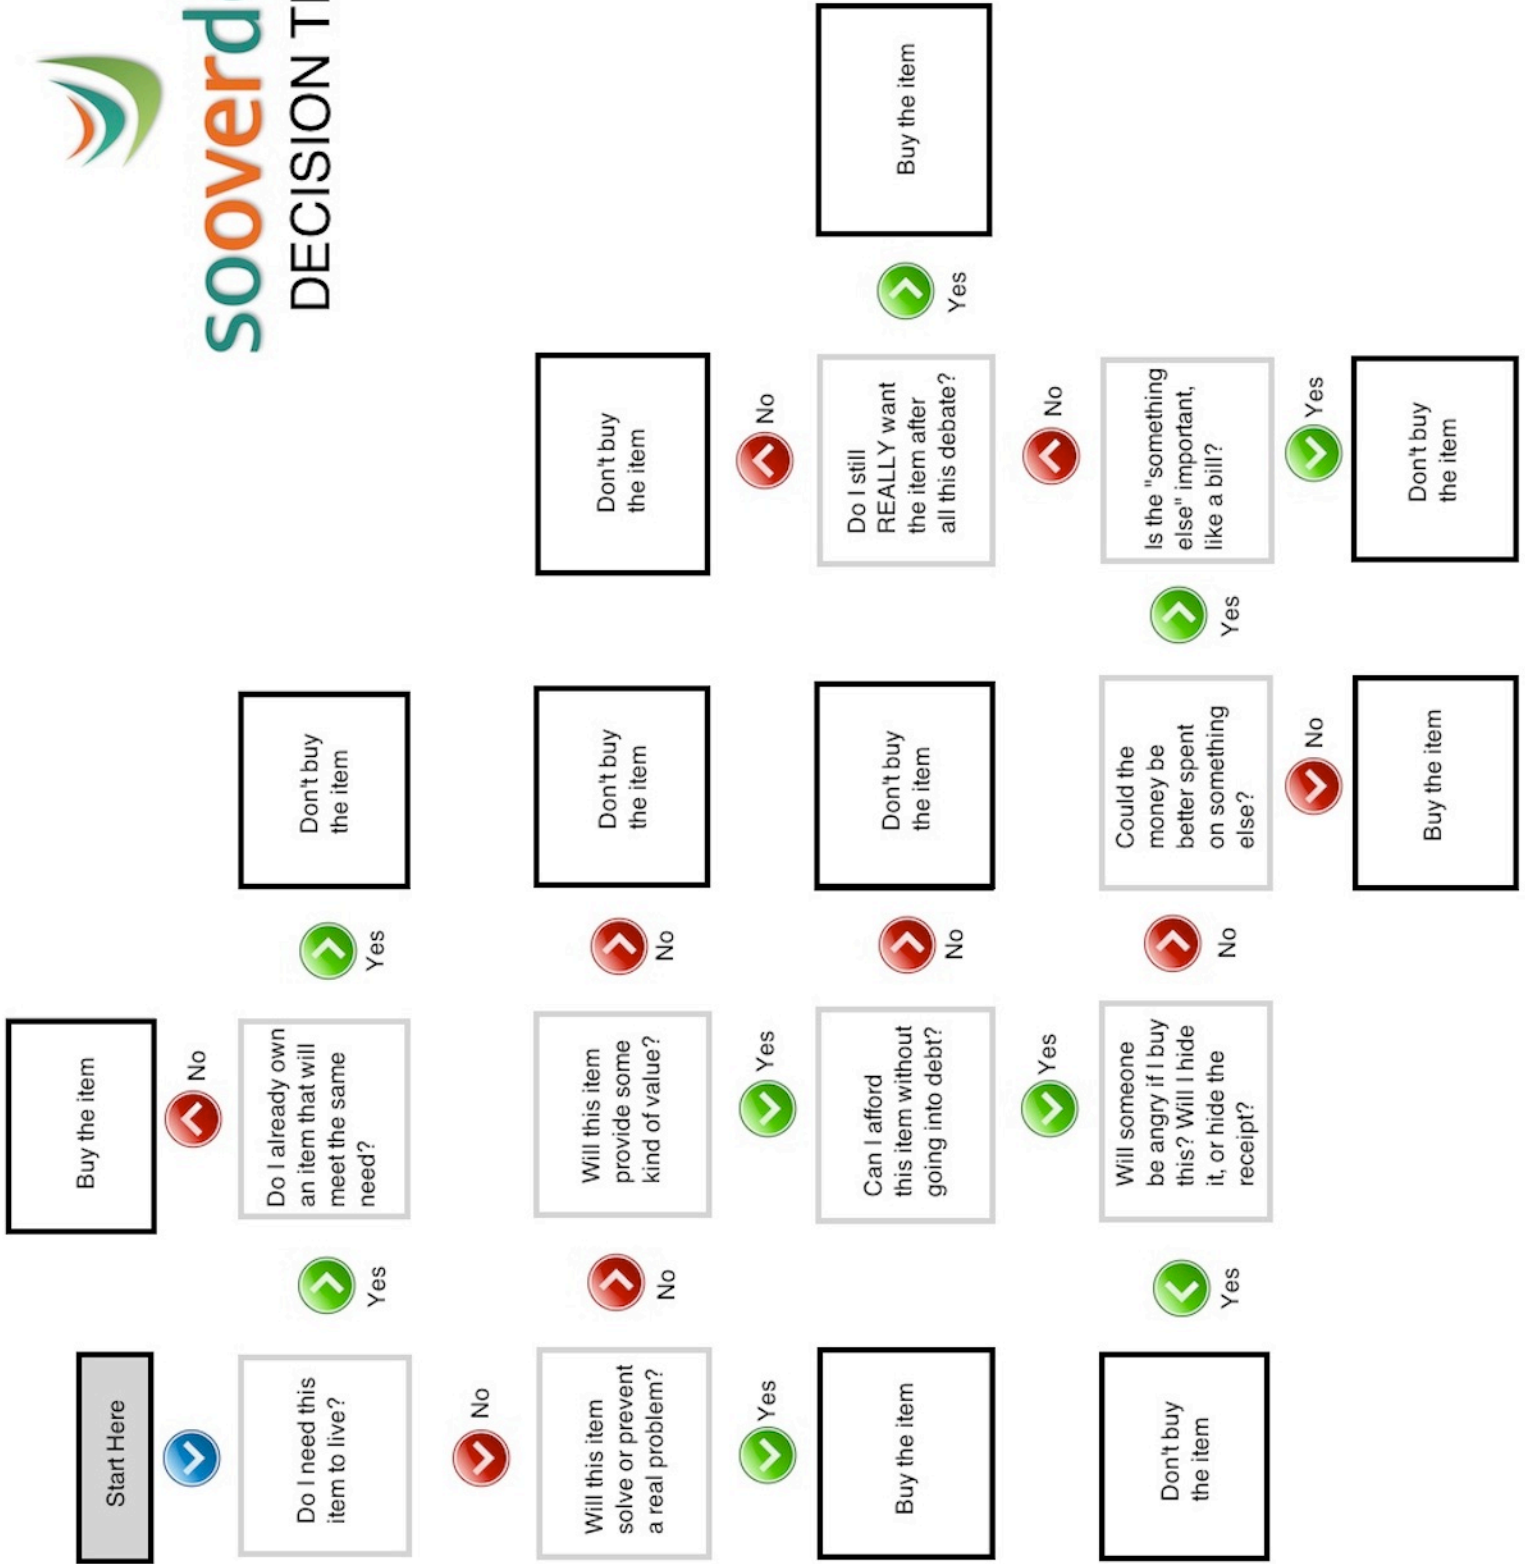 sooverd
DECISION
Start Here
Buy the item
No
Do I need this
item to live?
Yes
Do I already own
an item that will
meet the same
need?
Yes
Don't buy
the item
No
Will this item
solve or prevent
a real problem?
No
Will this item
provide some
kind of value?
No
Don't buy
the item
Don't buy
the item
Yes
Yes
No
Buy the item
Can I afford
this item without
going into debt?
No
Don't buy
the item
Do I still
REALLY want
the item after
all this debate?
Yes
Buy the item
Yes
No
Don't buy
the item
Yes
Will someone
be angry if I buy
this? Will I hide
it, or hide the
receipt?
No
Could the
money be
better spent
on something
else?
Yes
Is the "something
else" important,
like a bill?
No
Yes
Buy the item
Don't buy
the item